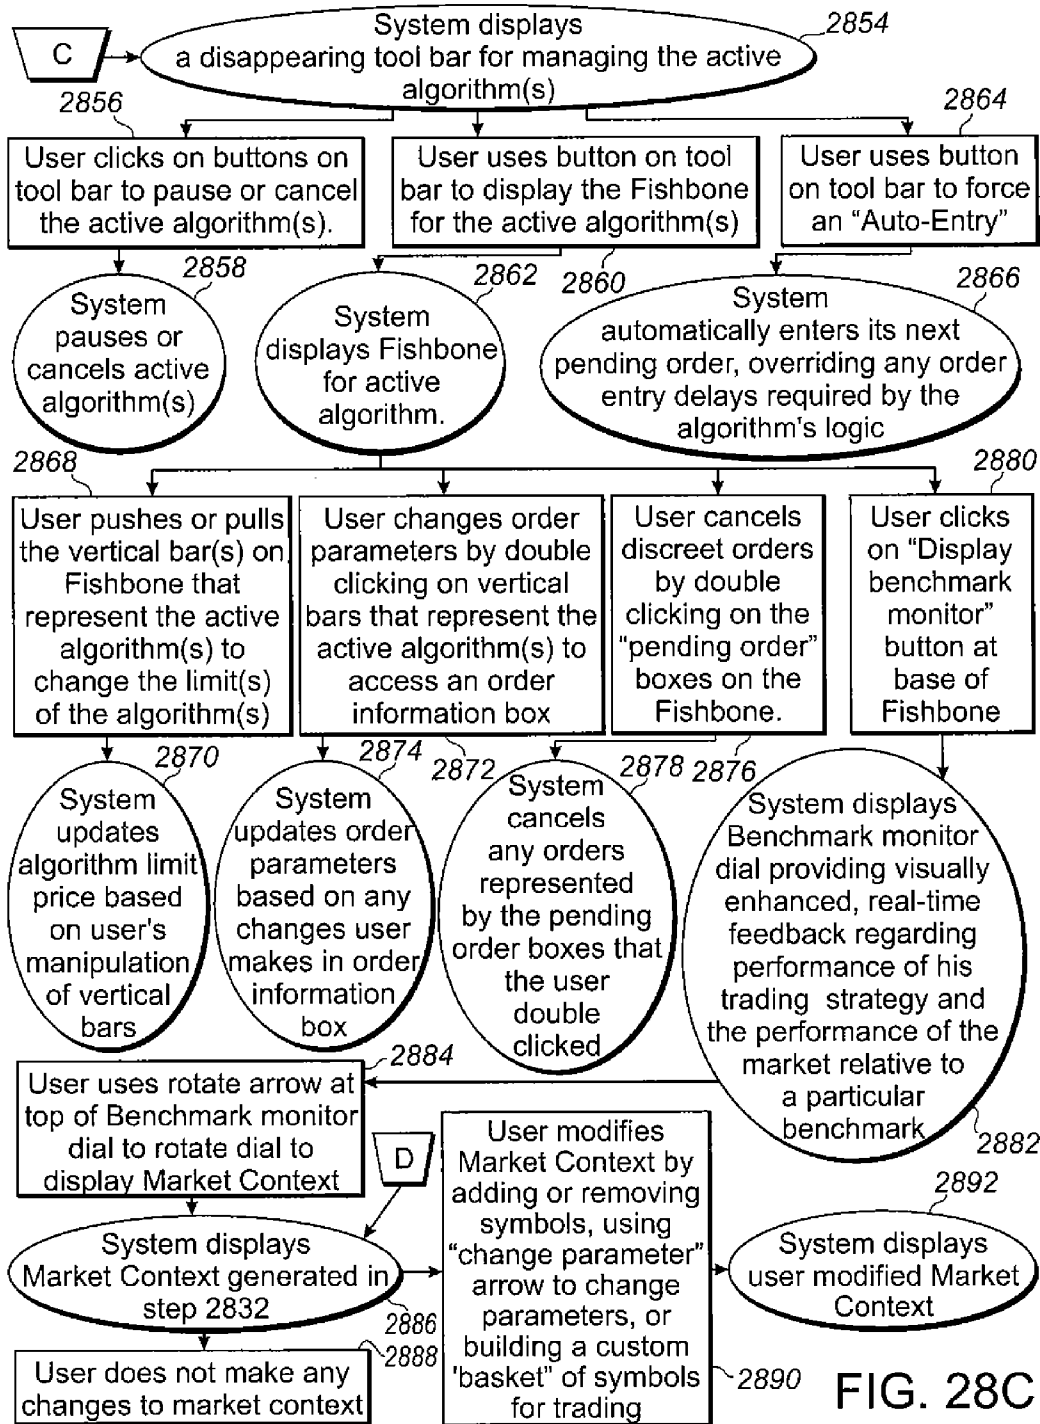 C
System displays
a disappearing tool bar for managing the active
algorithm(s)
2854
2856
User clicks on buttons on
tool bar to pause or cancel
the active algorithm(s).
User uses button on tool
bar to display the Fishbone
for the active algorithm(s)
2864
User uses button
on tool bar to force
an “Auto-Entry”
2858
System
pauses or
cancels active
algorithm(s)
2862
2860
System
displays Fishbone
for active
algorithm.
2866
System
automatically enters its next
pending order, overriding any order
entry delays required by the
algorithm's logic
2868
User pushes or pulls
the vertical bar(s) on
Fishbone that
represent the active
algorithm(s) to
change the limit(s)
of the algorithm(s)
User changes order
parameters by double
clicking on vertical
bars that represent the
active algorithm(s) to
access an order
information box
User cancels
discreet orders
by double
clicking on the
“pending order”
boxes on the
Fishbone.
2880
User clicks
on “Display
benchmark
monitor”
button at
base of
Fishbone
2870
System
updates
algorithm limit
price based
on user's
manipulation
of vertical
bars
2874
2872
System
updates order
parameters
based on any
changes user
makes in order
information
box
2878
2876
System
cancels
any orders
represented
by the pending
order boxes that
the user
double
clicked
System displays
Benchmark monitor
dial providing visually
enhanced, real-time
feedback regarding
performance of his
trading strategy and
the performance of the
market relative to
a particular
benchmark
2882
2884
User uses rotate arrow at
top of Benchmark monitor
dial to rotate dial to
display Market Context
D
System displays
Market Context generated in
step 2832
2886
2888
User does not make any
changes to market context
User modifies
Market Context by
adding or removing
symbols, using
“change parameter”
arrow to change
parameters, or
building a custom
'basket” of symbols
for trading
2890
2892
System displays
user modified Market
Context
FIG. 28C